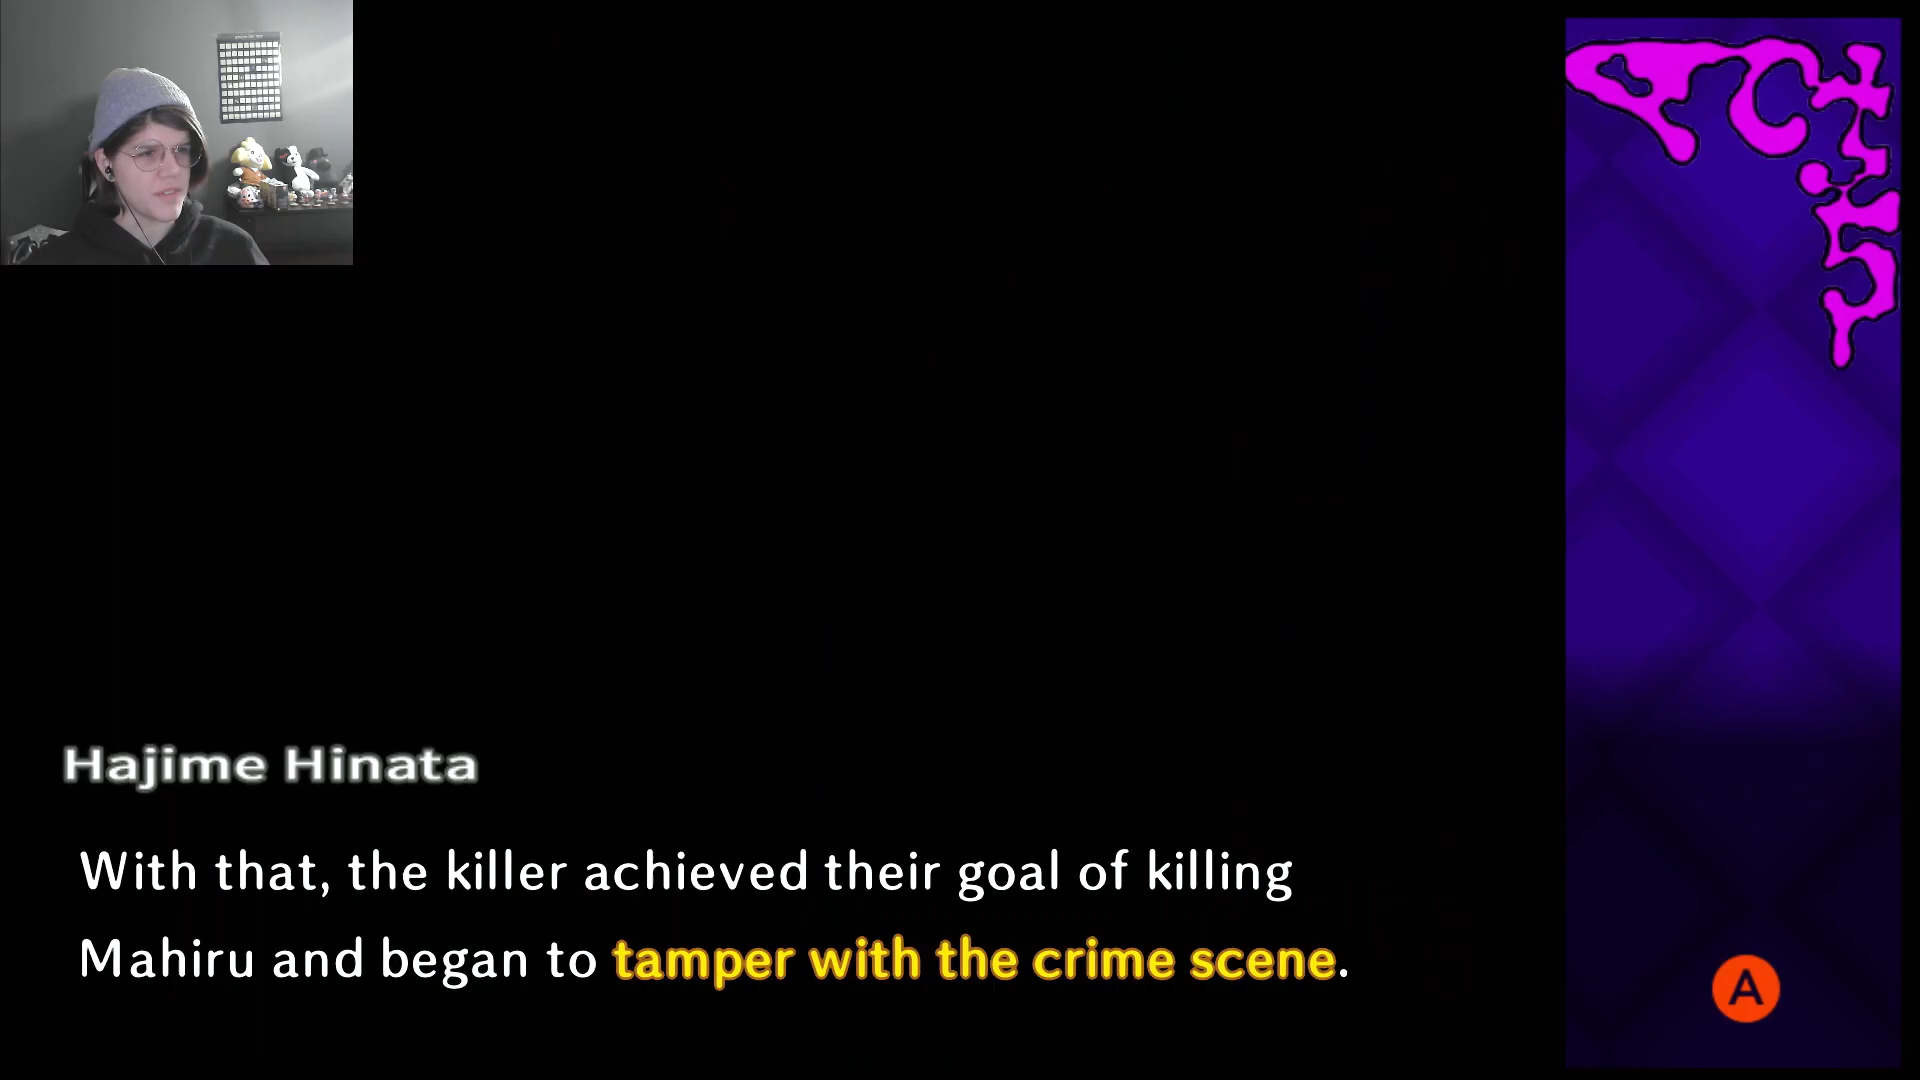 Hajime Hinata
With that, the killer achieved their goal of killing
Mahiru and began to tamper with the crime scene.
A